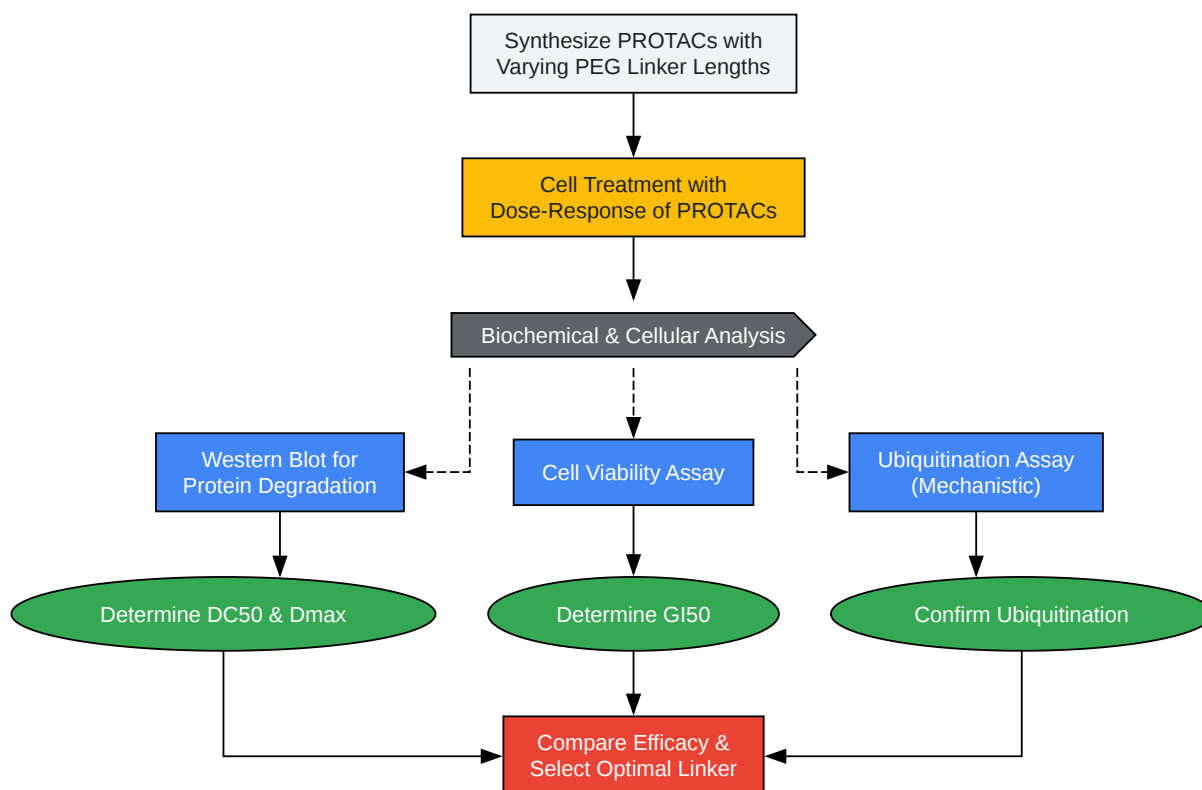 Synthesize PROTACs with
Varying PEG Linker Lengths
Cell Treatment with
Dose-Response of PROTACs
Biochemical & Cellular Analysis
Western Blot for
Protein Degradation
Cell Viability Assay
Ubiquitination Assay
(Mechanistic)
Determine DC50 & Dmax
Determine GI50
Confirm Ubiquitination
Compare Efficacy &
Select Optimal Linker